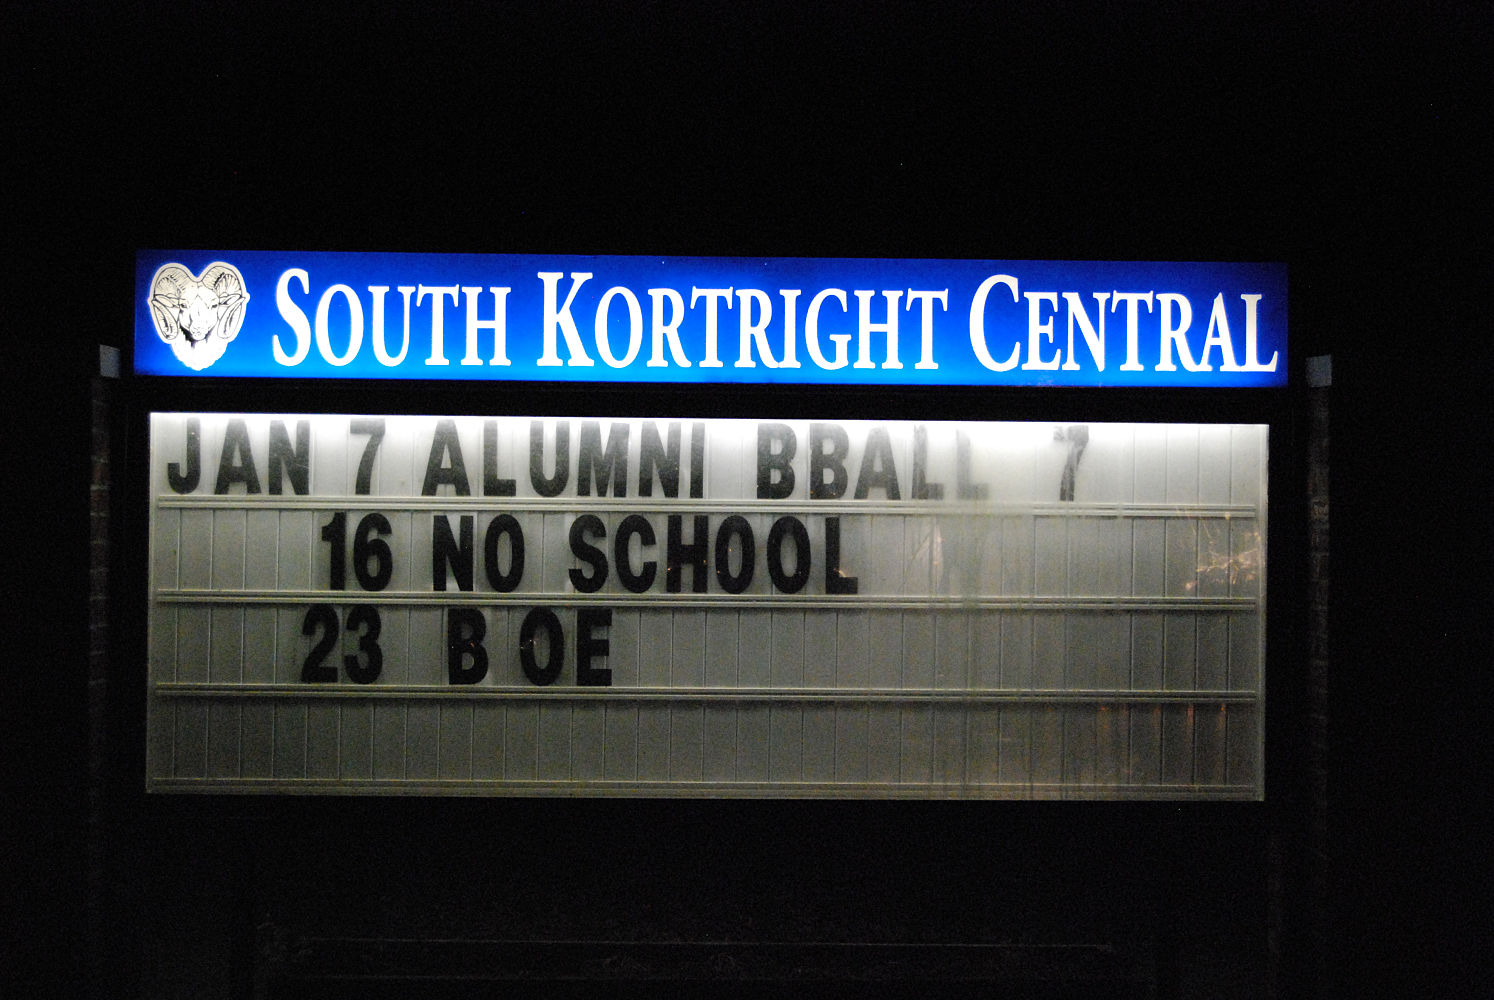 SOUTH KORTRIGHT CENTRAL
JAN 7 ALUMNI BBALL 7
16 NO SCHOOL
23 B OE